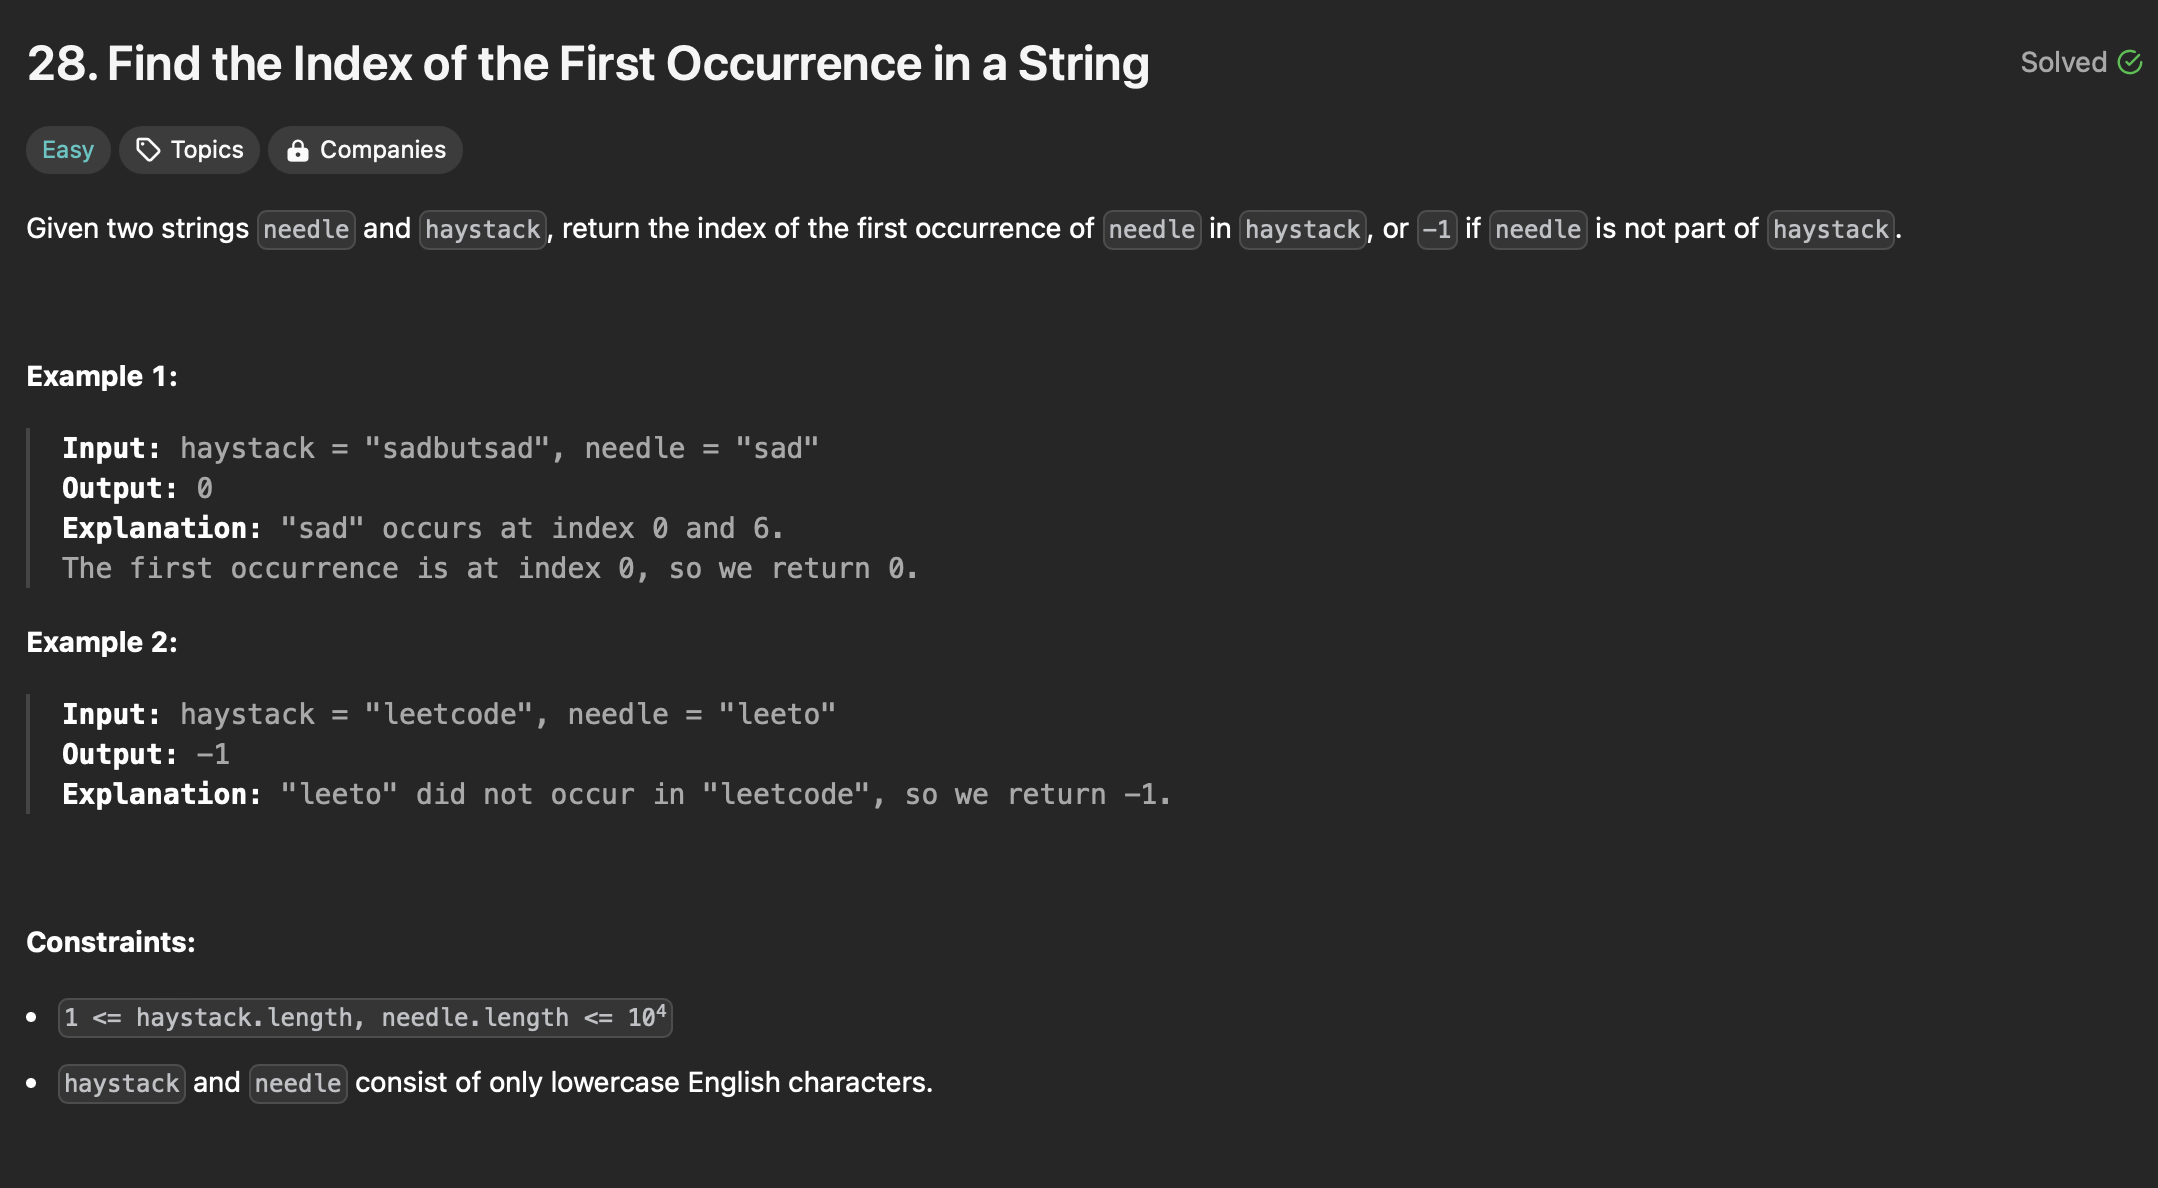 28. Find the Index of the First Occurrence in a String
Solved
Easy Topics Companies
Given two strings needle and haystack, return the index of the first occurrence of needle in haystack, or -1 if needle is not part of haystack.
Example 1:
Input: haystack = "sadbutsad", needle = "sad"
Output: 0
Explanation: "sad" occurs at index 0 and 6.
The first occurrence is at index 0, so we return 0.
Example 2:
Input: haystack = "leetcode", needle = "leeto"
Output: -1
Explanation: "leeto" did not occur in "leetcode", so we return -1.
Constraints:
• 1 <= haystack.length, needle.length <= 10⁴
• haystack and needle consist of only lowercase English characters.